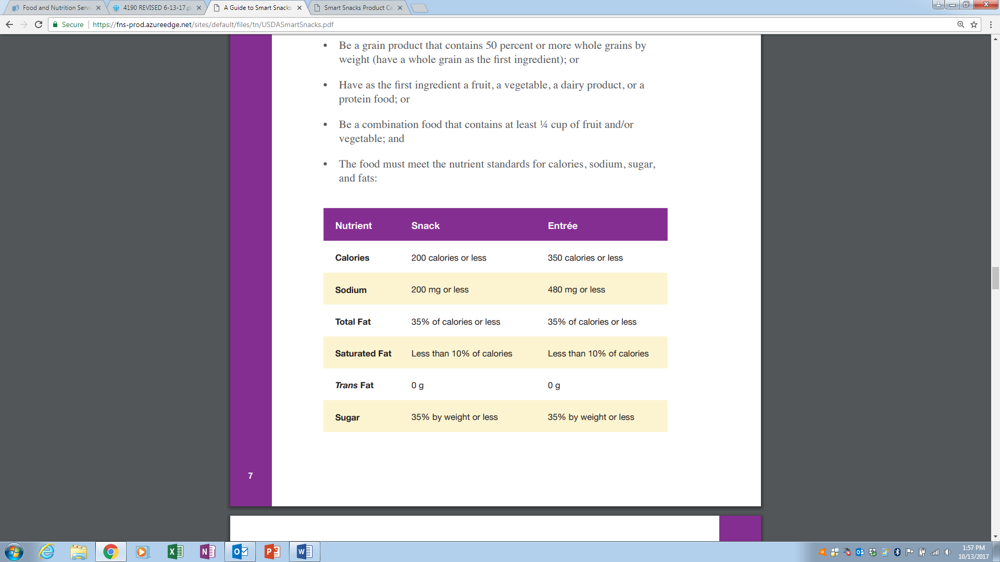 Food and Nutrition Servi
4190 REVISED 6-13-17.p
A Guide to Smart Snacks
Smart Snacks Product Ca
Secure
https://fns-prod.azureedge.net/sites/default/files/tn/USDASmartSnacks.pdf
• Be a grain product that contains 50 percent or more whole grains by
weight (have a whole grain as the first ingredient); or
• Have as the first ingredient a fruit, a vegetable, a dairy product, or a
protein food; or
• Be a combination food that contains at least ¼ cup of fruit and/or
vegetable; and
• The food must meet the nutrient standards for calories, sodium, sugar,
and fats:
Nutrient Snack Entrée
Calories 200 calories or less 350 calories or less
Sodium 200 mg or less 480 mg or less
Total Fat 35% of calories or less 35% of calories or less
Saturated Fat Less than 10% of calories Less than 10% of calories
Trans Fat 0 g 0 g
Sugar 35% by weight or less 35% by weight or less
7
1:57 PM
10/13/2017